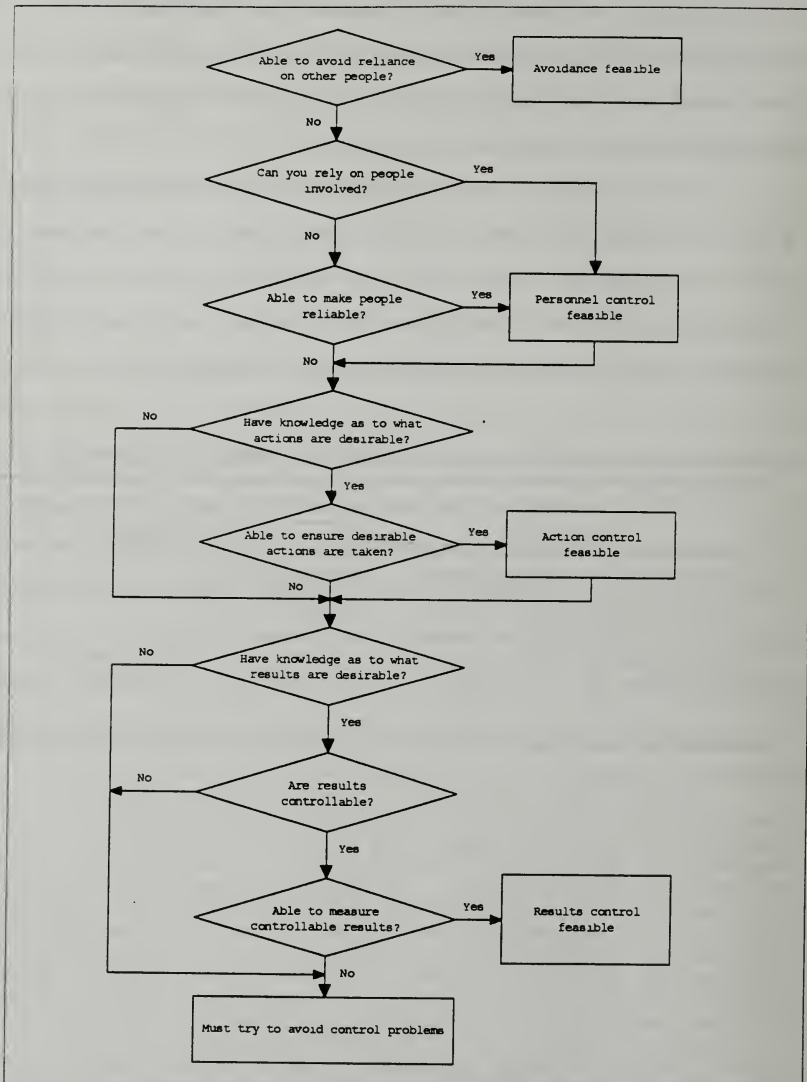 Able to avoid reliance
on other people?
Yes
Avoidance feasible
No
Can you rely on people
involved?
Yes
No
Able to make people
reliable?
Yes
Personnel control
feasible
No
No
Have knowledge as to what
actions are desirable?
Yes
Able to ensure desirable
actions are taken?
Yes
Action control
feasible
No
No
Have knowledge as to what
results are desirable?
Yes
No
Are results
controllable?
Yes
Able to measure
controllable results?
Yes
Results control
feasible
No
Must try to avoid control problems